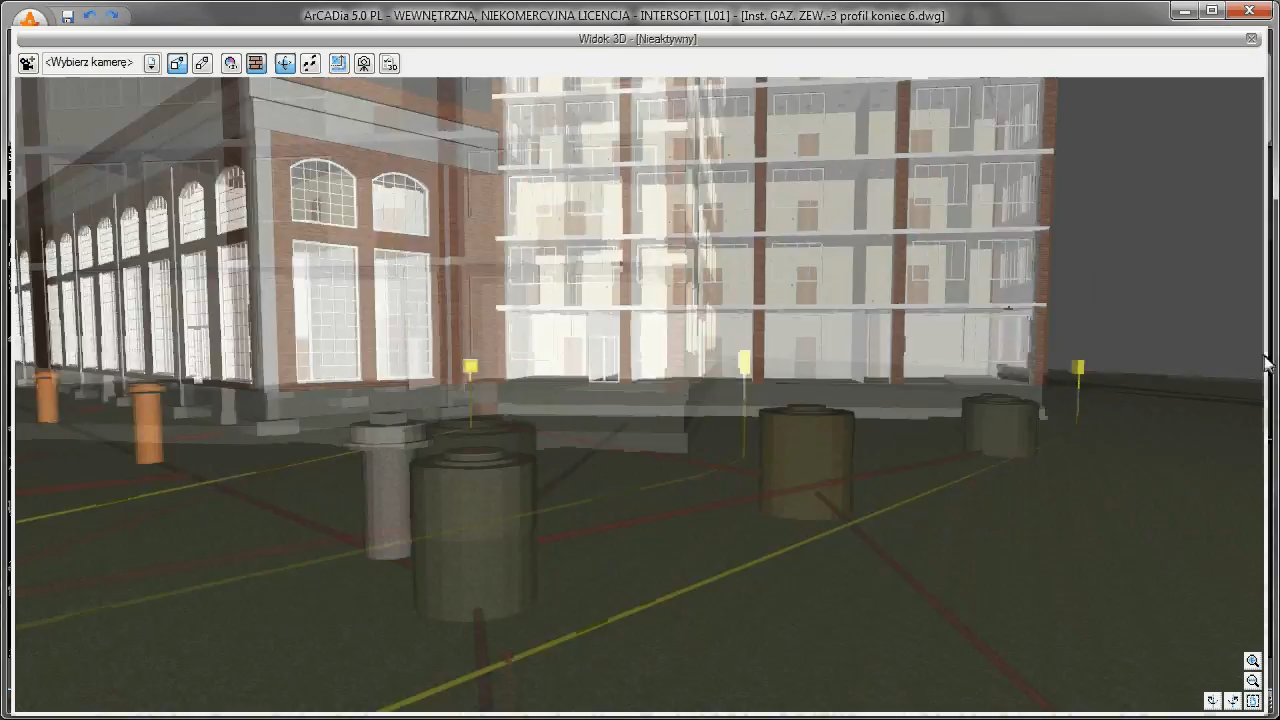 ArCADia 5.0 PL - WEWNĘTRZNA, NIEKOMERCYJNA LICENCJA - INTERSOFT [L01] - [Inst. GAZ. ZEW.-3 profil koniec 6.dwg]
Widok 3D - [Nieaktywny]
<Wybierz kamerę>
3D